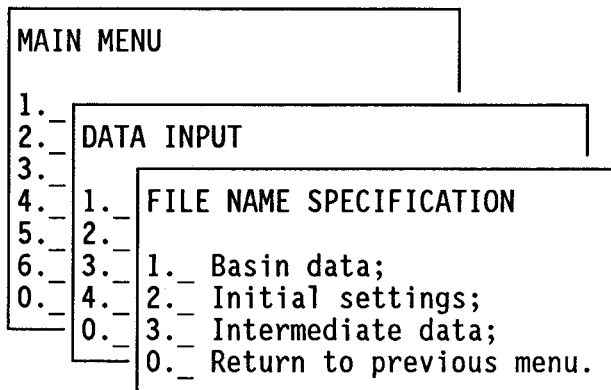 MAIN MENU
1._
2._
3._
4._
5._
6._
0._
DATA INPUT
1._
2._
3._
4._
0._
FILE NAME SPECIFICATION
1._ Basin data;
2._ Initial settings;
3._ Intermediate data;
0._ Return to previous menu.